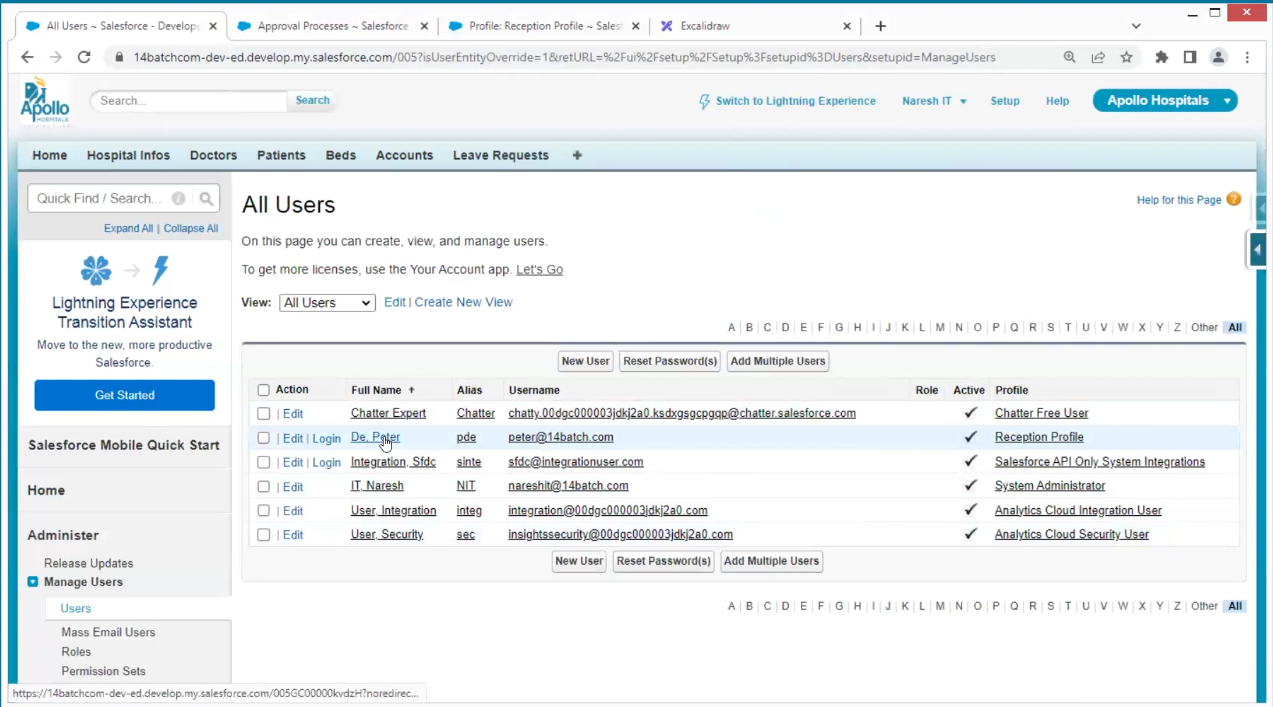 All Users ~ Salesforce - Develope
Approval Processes ~ Salesforce
Profile: Reception Profile ~ Sales
Excalidraw
14batchcom-dev-ed.develop.my.salesforce.com/005?isUserEntityOverride=1&retURL=%2Fui%2Fsetup%2FSetup%3Fsetupid%3DUsers&setupid=ManageUsers
Apollo
HOSPITALS
Search...
Search
Switch to Lightning Experience
Naresh IT
Setup
Help
Apollo Hospitals
Home Hospital Infos Doctors Patients Beds Accounts Leave Requests +
Quick Find / Search...
Expand All | Collapse All
Lightning Experience
Transition Assistant
Move to the new, more productive
Salesforce.
Get Started
Salesforce Mobile Quick Start
Home
Administer
Release Updates
Manage Users
Users
Mass Email Users
Roles
Permission Sets
All Users
Help for this Page
On this page you can create, view, and manage users.
To get more licenses, use the Your Account app. Let's Go
View: All Users Edit | Create New View
A | B | C | D | E | F | G | H | I | J | K | L | M | N | O | P | Q | R | S | T | U | V | W | X | Y | Z | Other All
New User Reset Password(s) Add Multiple Users
Action Full Name ↑ Alias Username Role Active Profile
| Edit Chatter Expert Chatter chatty.00dgc000003jdkj2a0.ksdxgsgcpgqp@chatter.salesforce.com ✓ Chatter Free User
| Edit | Login De, Peter pde peter@14batch.com ✓ Reception Profile
| Edit | Login Integration, Sfdc sinte sfdc@integrationuser.com ✓ Salesforce API Only System Integrations
| Edit IT, Naresh NIT nareshit@14batch.com ✓ System Administrator
| Edit User, Integration integ integration@00dgc000003jdkj2a0.com ✓ Analytics Cloud Integration User
| Edit User, Security sec insightssecurity@00dgc000003jdkj2a0.com ✓ Analytics Cloud Security User
New User Reset Password(s) Add Multiple Users
A | B | C | D | E | F | G | H | I | J | K | L | M | N | O | P | Q | R | S | T | U | V | W | X | Y | Z | Other All
https://14batchcom-dev-ed.develop.my.salesforce.com/005GC00000kvdzH?noredirec...